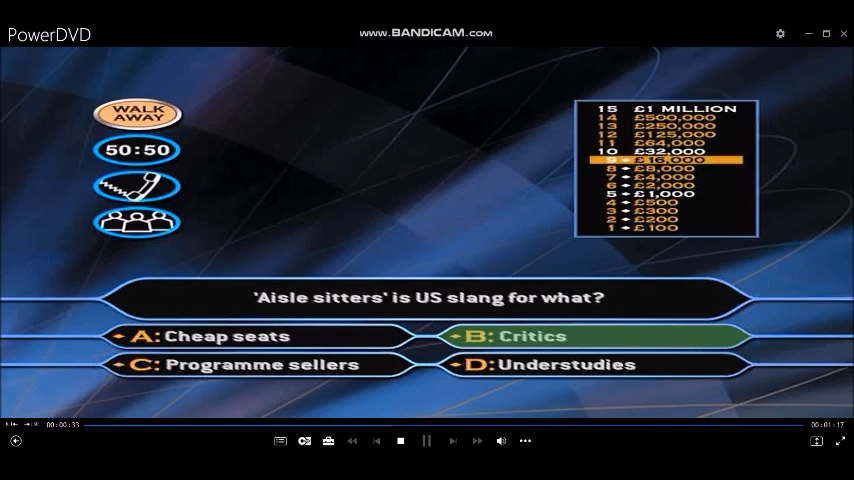 PowerDVD
www.BANDICAM.com
WALK
AWAY
50:50
15 £1 MILLION
14 £500,000
13 £250,000
12 £125,000
11 £64,000
10 £32,000
9 ♦ £16,000
8 ♦ £8,000
7 ♦ £4,000
6 ♦ £2,000
5 ♦ £1,000
4 ♦ £500
3 ♦ £300
2 ♦ £200
1 ♦ £100
'Aisle sitters' is US slang for what?
A: Cheap seats
B: Critics
C: Programme sellers
D: Understudies
00:00:33
00:01:17